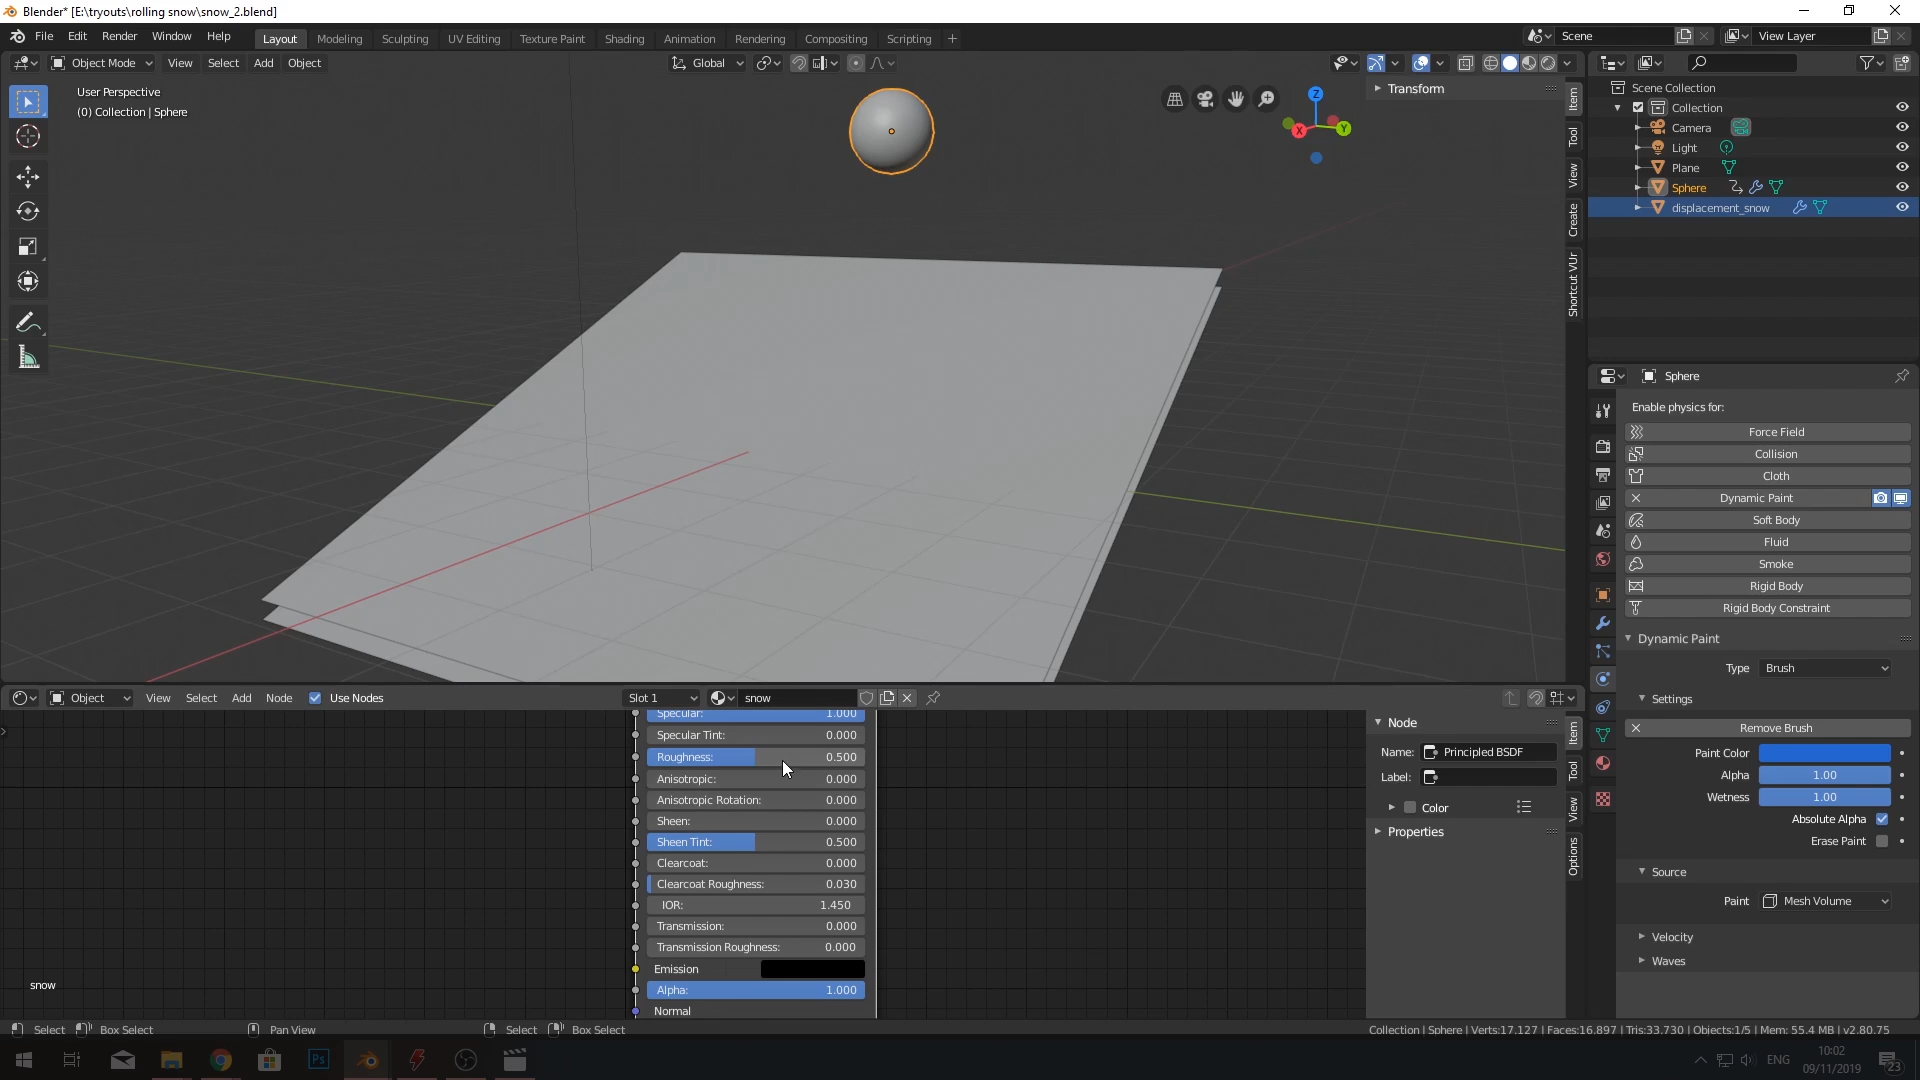 Blender* [E:\tryouts\rolling snow\snow_2.blend]
File Edit Render Window Help Layout Modeling Sculpting UV Editing Texture Paint Shading Animation Rendering Compositing Scripting + Scene View Layer
Object Mode View Select Add Object Global
User Perspective
(0) Collection | Sphere
Z
X
Y
Transform
Item
Tool
View
Create
Shortcut VUr
Scene Collection
Collection
Camera
Light
Plane
Sphere
displacement_snow
Sphere
Enable physics for:
Force Field
Collision
Cloth
Dynamic Paint
Soft Body
Fluid
Smoke
Rigid Body
Rigid Body Constraint
Dynamic Paint
Type Brush
Settings
Remove Brush
Paint Color
Alpha 1.00
Wetness 1.00
Absolute Alpha
Erase Paint
Source
Paint Mesh Volume
Velocity
Waves
Object View Select Add Node Use Nodes Slot 1 snow
Specular: 1.000
Specular Tint: 0.000
Roughness: 0.500
Anisotropic: 0.000
Anisotropic Rotation: 0.000
Sheen: 0.000
Sheen Tint: 0.500
Clearcoat: 0.000
Clearcoat Roughness: 0.030
IOR: 1.450
Transmission: 0.000
Transmission Roughness: 0.000
Emission
Alpha: 1.000
Normal
snow
Node
Name: Principled BSDF
Label:
Color
Properties
Item
Tool
View
Options
Select Box Select Pan View Select Box Select
Collection | Sphere | Verts:17.127 | Faces:16.897 | Tris:33.730 | Objects:1/5 | Mem: 55.4 MB | v2.80.75
Ps
ENG
10:02
09/11/2019
23